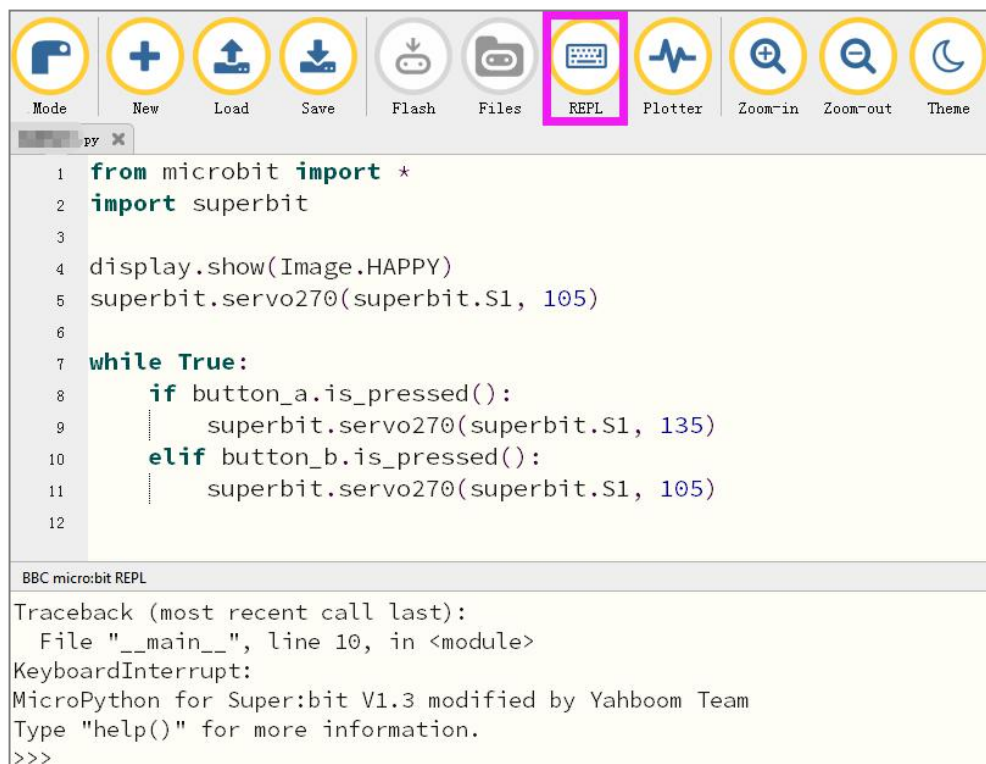 Mode New Load Save Flash Files REPL Plotter Zoom-in Zoom-out Theme
py ✖
1 from microbit import *
2 import superbit
3
4 display.show(Image.HAPPY)
5 superbit.servo270(superbit.S1, 105)
6
7 while True:
8     if button_a.is_pressed():
9         superbit.servo270(superbit.S1, 135)
10     elif button_b.is_pressed():
11         superbit.servo270(superbit.S1, 105)
12
BBC micro:bit REPL
Traceback (most recent call last):
  File "__main__", line 10, in <module>
KeyboardInterrupt:
MicroPython for Super:bit V1.3 modified by Yahboom Team
Type "help()" for more information.
>>>